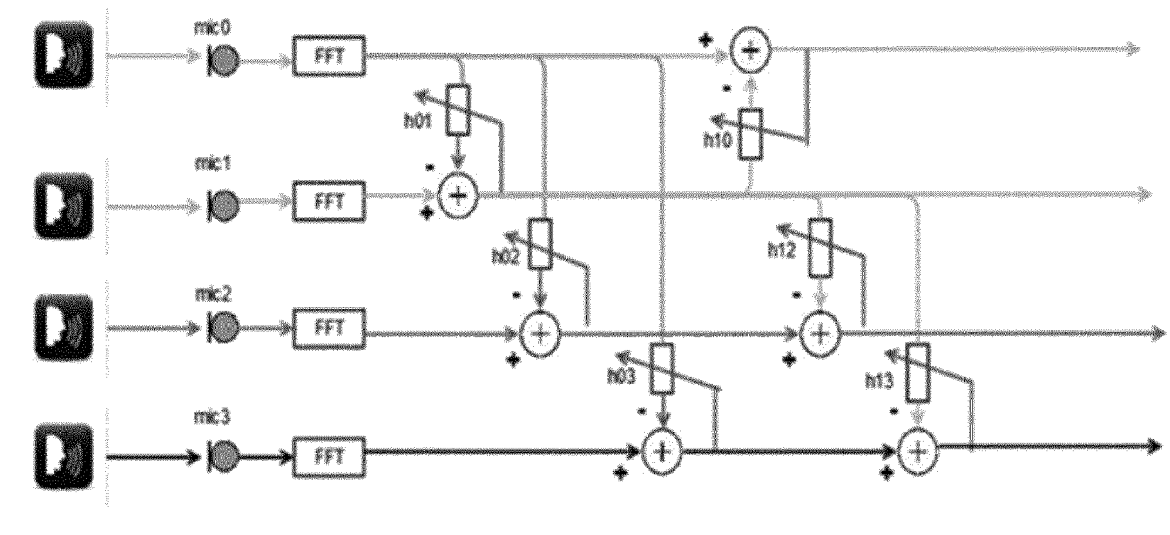 mic0
FFT
+
+
-
h01
h10
-
mic1
FFT
+
+
h02
h12
mic2
-
-
FFT
+
+
+
+
h03
h13
mic3
-
-
FFT
+
+
+
+